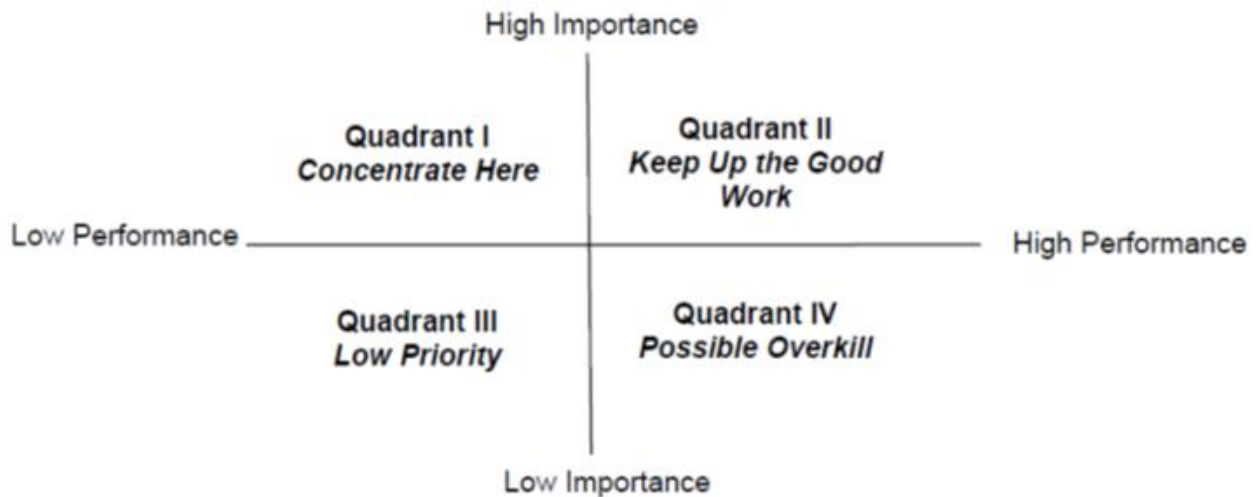 High Importance
Quadrant I
Concentrate Here
Quadrant II
Keep Up the Good
Work
Low Performance
High Performance
Quadrant III
Low Priority
Quadrant IV
Possible Overkill
Low Importance